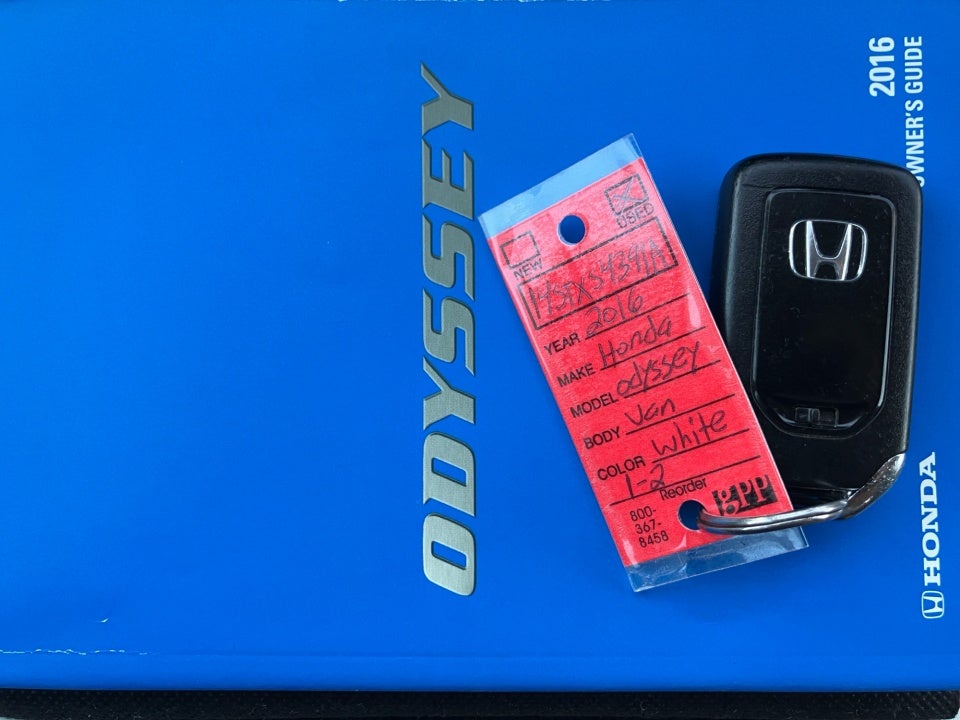 2016
OWNER'S GUIDE
ODYSSEY
USED
NEW
YEAR 2016
MAKE Honda
MODEL odyssey
BODY Van
COLOR White
1-2
Reorder
800-
367-
8458
gPP
HONDA